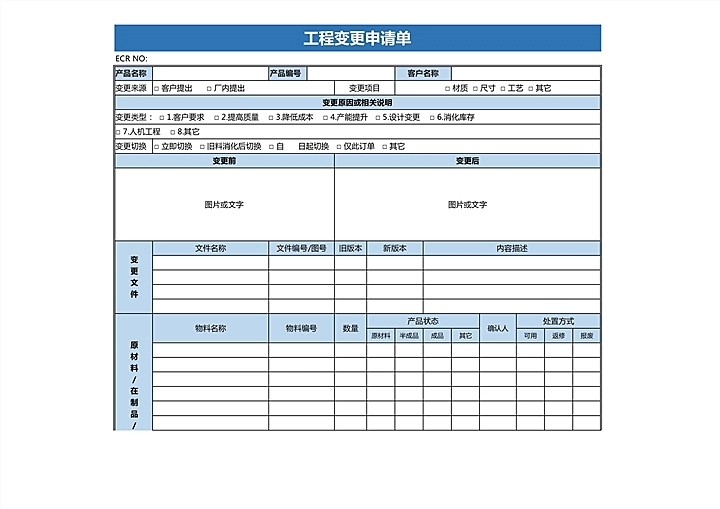 工程变更申请单
ECR NO:
产品名称 产品编号 客户名称
变更来源 □ 客户提出 □ 厂内提出 变更项目 □ 材质 □ 尺寸 □ 工艺 □ 其它
变更原因或相关说明
变更类型： □ 1.客户要求 □ 2.提高质量 □ 3.降低成本 □ 4.产能提升 □ 5.设计变更 □ 6.消化库存
□ 7.人机工程 □ 8.其它
变更切换 □ 立即切换 □ 旧料消化后切换 □ 自 日起切换 □ 仅此订单 □ 其它
变更前 变更后
图片或文字 图片或文字
变更文件 文件名称 文件编号/图号 旧版本 新版本 内容描述
原材料/在制品/ 物料名称 物料编号 数量 产品状态 确认人 处置方式
原材料 半成品 成品 其它 可用 返修 报废